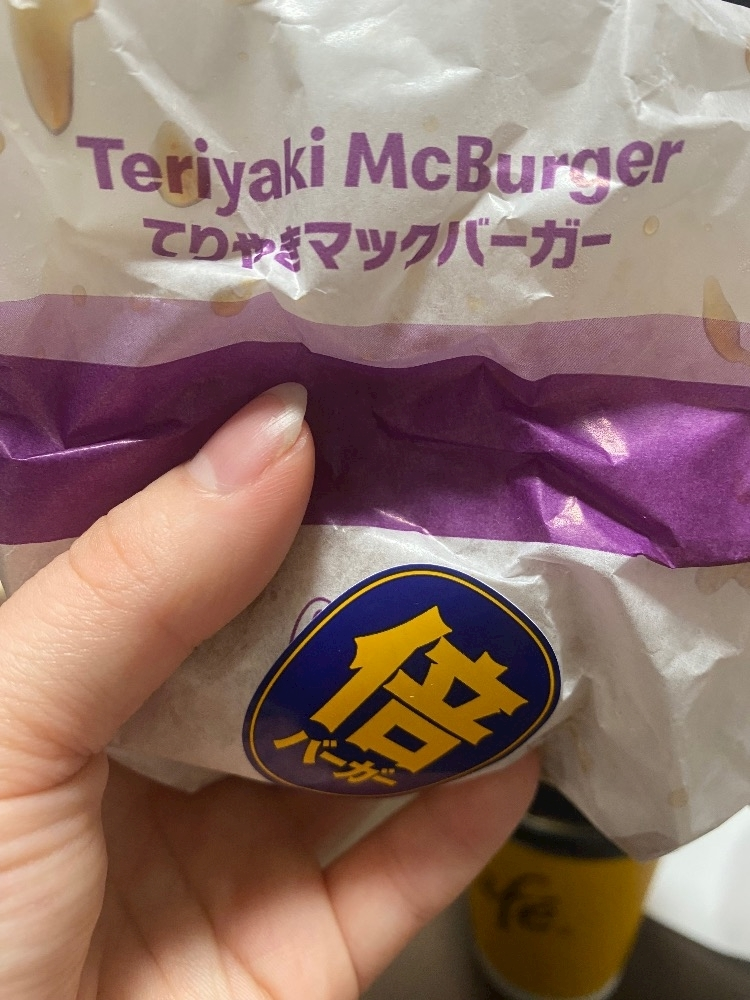 Teriyaki McBurger
てりやきマックバーガー
倍
バーガー